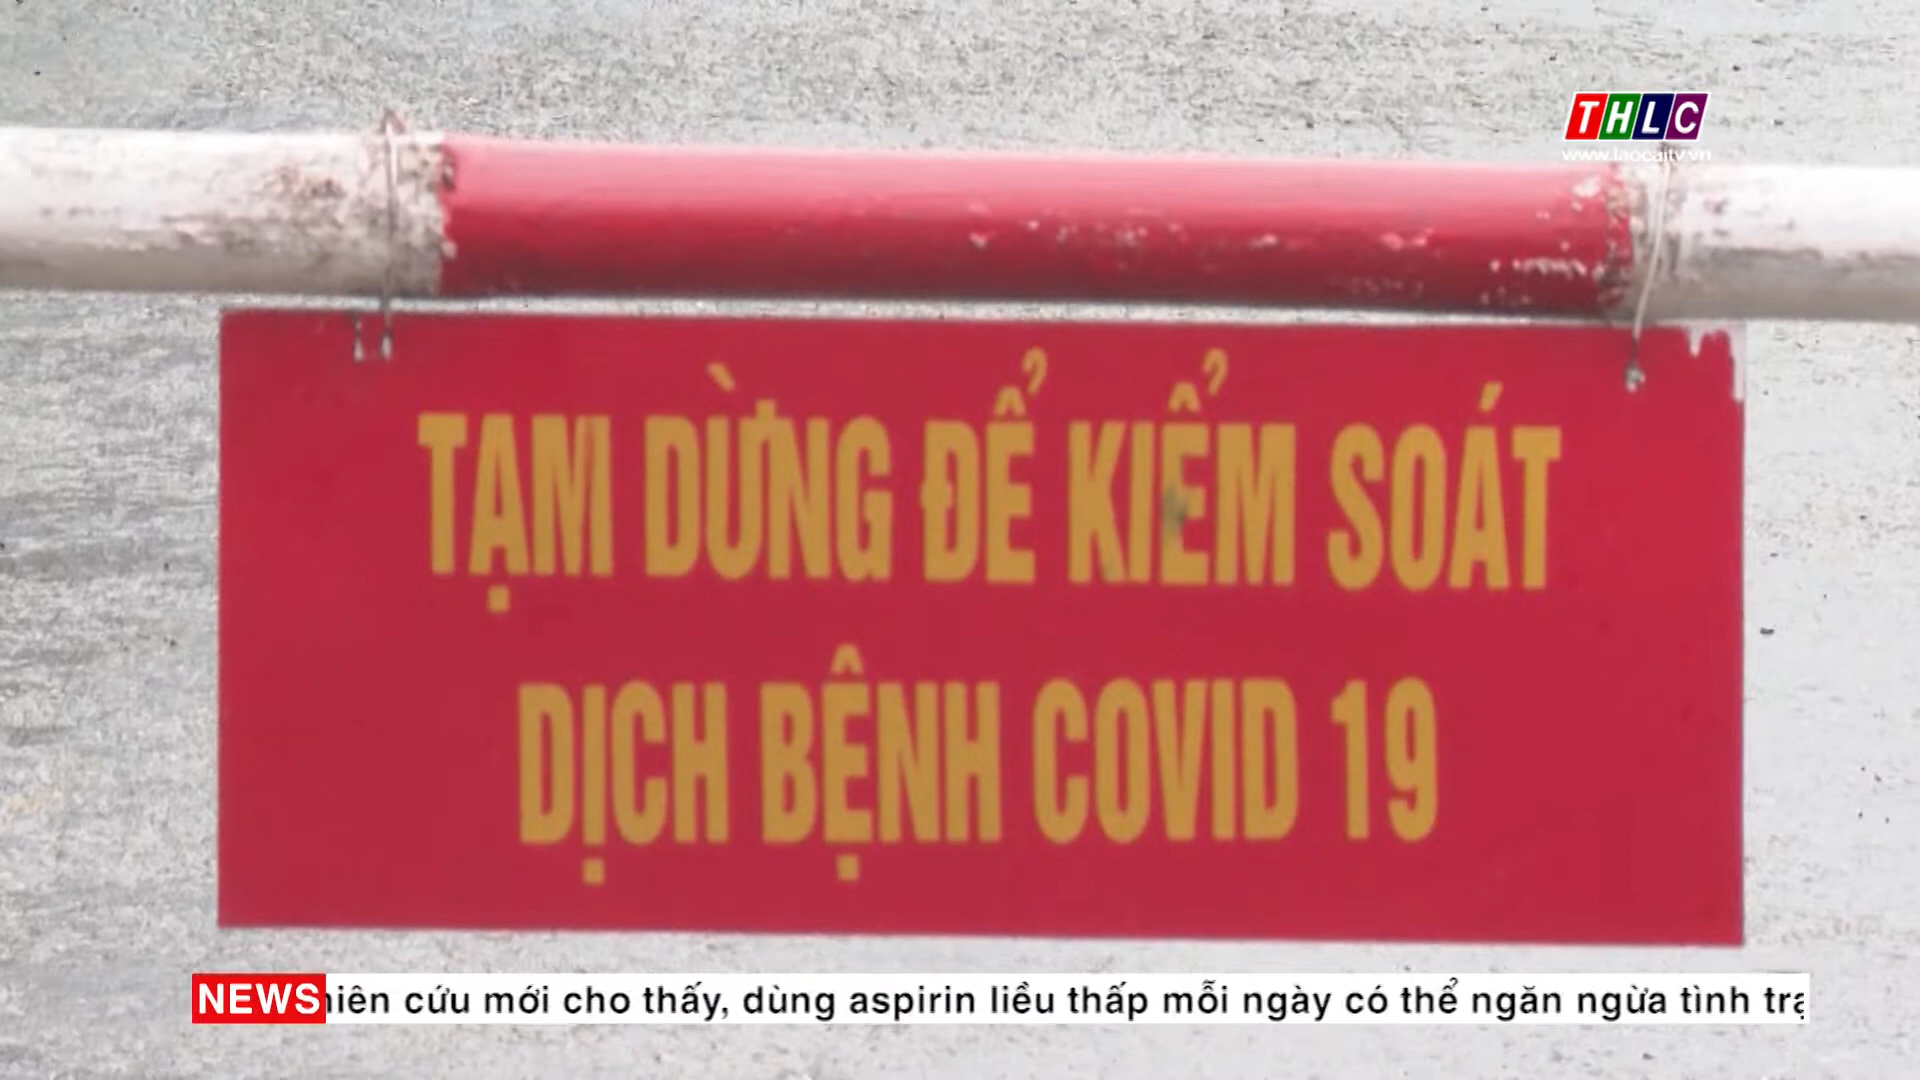 THLC
www.laocaitv.vn
TẠM DỪNG ĐỂ KIỂM SOÁT
DỊCH BỆNH COVID 19
NEWS cứu mới cho thấy, dùng aspirin liều thấp mỗi ngày có thể ngăn ngừa tình